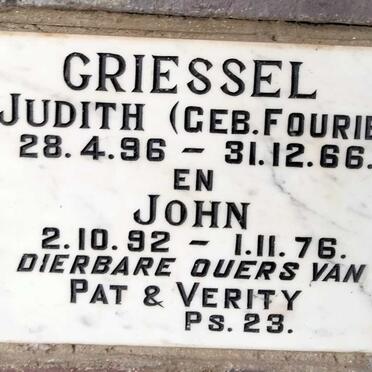 GRIESSEL
JUDITH (GEB. FOURIE
28.4.96 - 31.12.66.
EN
JOHN
2.10.92 - 1.11.76.
DIERBARE OUERS VAN
PAT & VERITY
PS. 23.